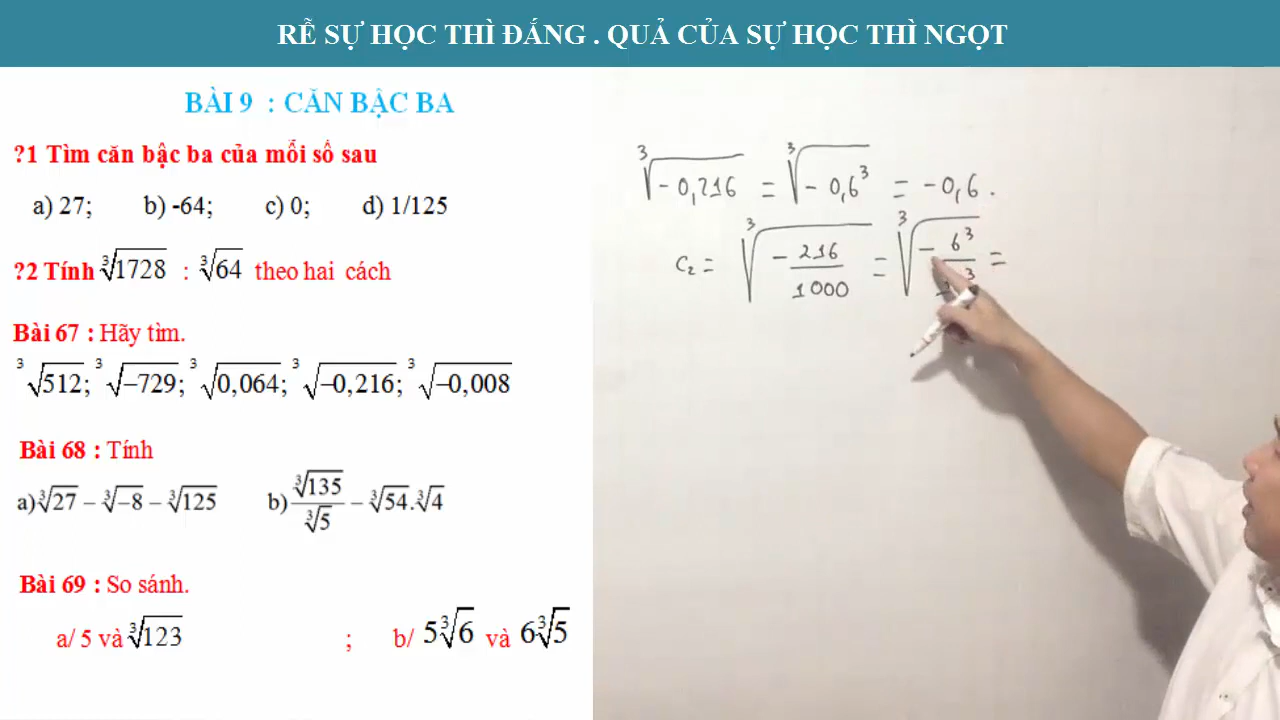 RỄ SỰ HỌC THÌ ĐẮNG . QUẢ CỦA SỰ HỌC THÌ NGỌT
BÀI 9 : CĂN BẬC BA
?1 Tìm căn bậc ba của mỗi số sau
a) 27; b) -64; c) 0; d) 1/125
?2 Tính ∛1728 : ∛64 theo hai cách
Bài 67 : Hãy tìm.
∛512; ∛−729; ∛0,064; ∛−0,216; ∛−0,008
Bài 68 : Tính
a) ∛27 − ∛−8 − ∛125 b) ∛135 / ∛5 − ∛54 . ∛4
Bài 69 : So sánh.
a/ 5 và ∛123 ; b/ 5∛6 và 6∛5
∛-0,216 = ∛-0,6³ = -0,6.
C₂ = ∛(-216/1000) = ∛(-6³/ ³) =